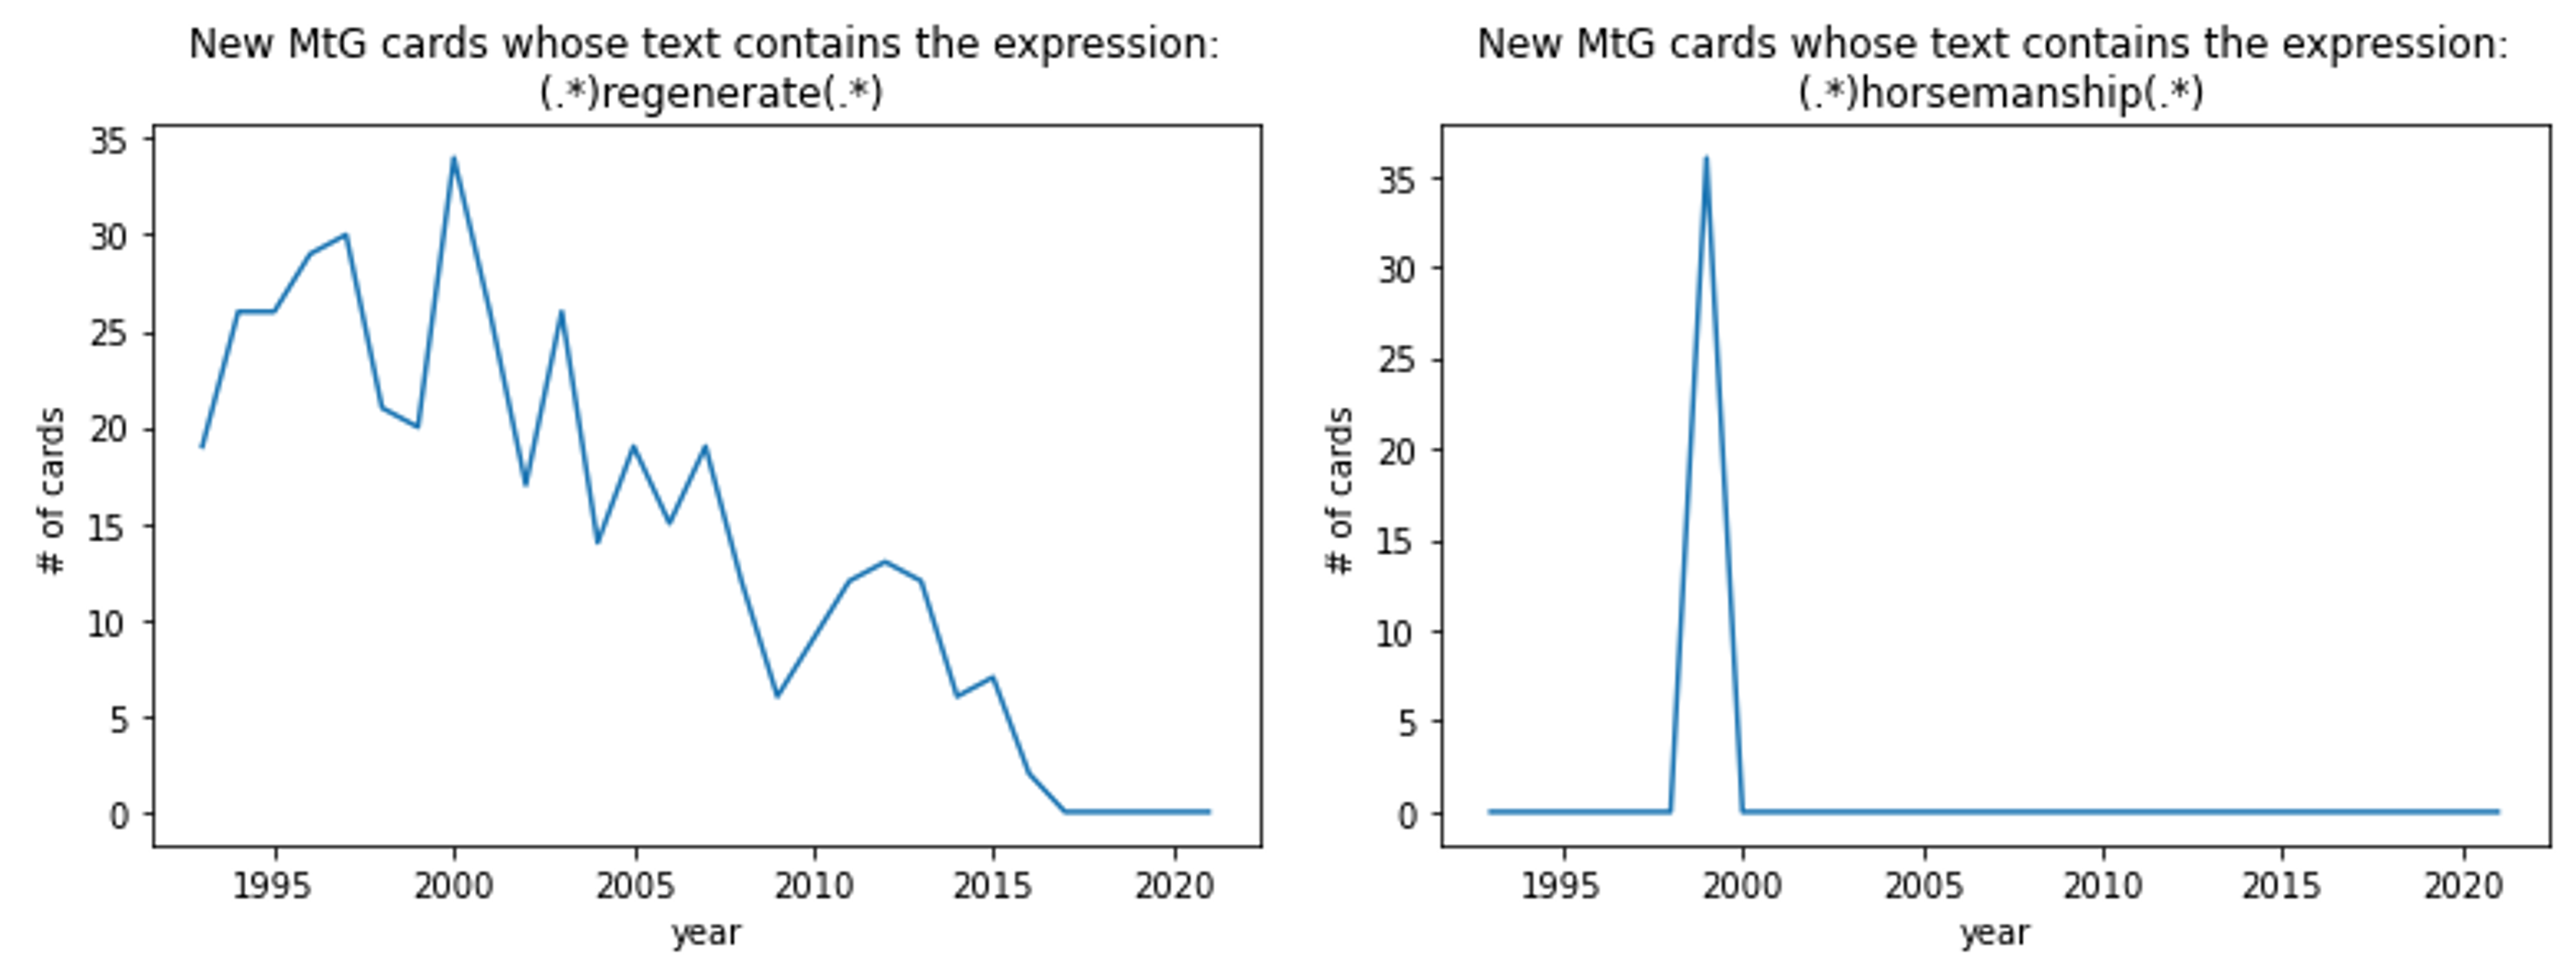 New MtG cards whose text contains the expression:
(.*)regenerate(.*)
35
30
25
20
15
10
5
0
# of cards
1995 2000 2005 2010 2015 2020
year
New MtG cards whose text contains the expression:
(.*)horsemanship(.*)
35
30
25
20
15
10
5
0
# of cards
1995 2000 2005 2010 2015 2020
year